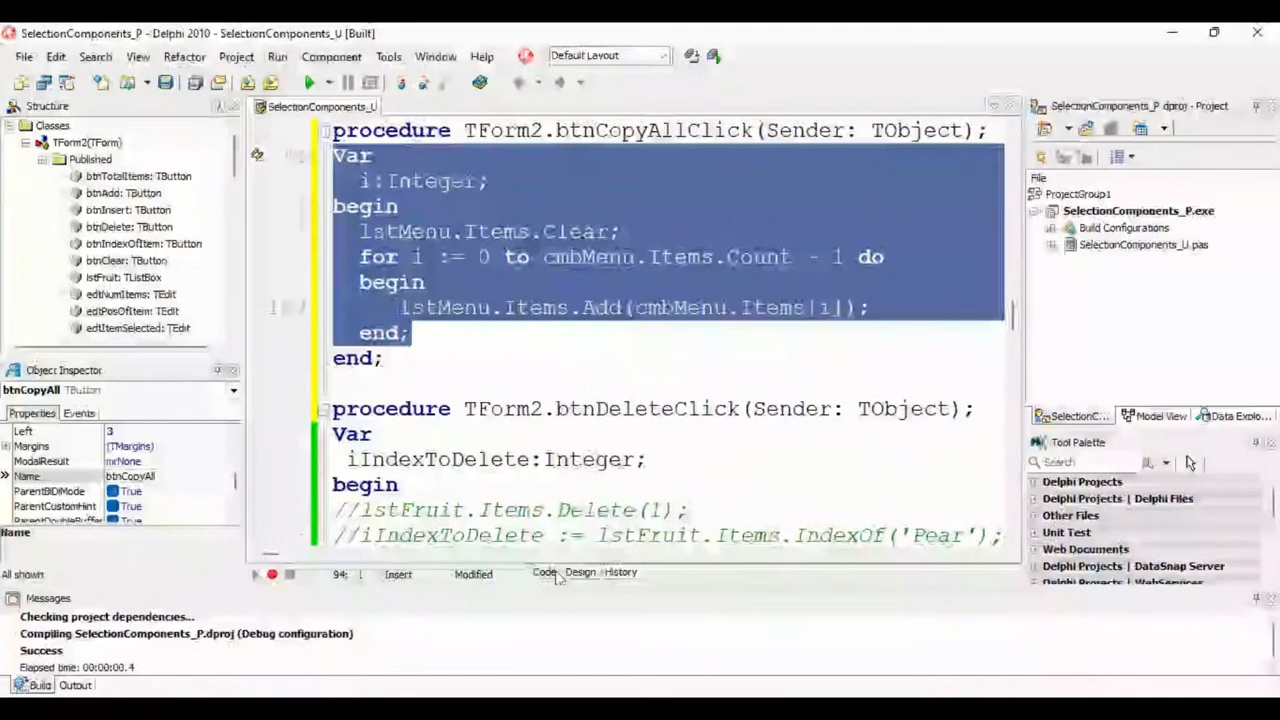 SelectionComponents_P - Delphi 2010 - SelectionComponents_U [Built]
File Edit Search View Refactor Project Run Component Tools Window Help
Default Layout
Structure
Classes
TForm2(TForm)
Published
btnTotalItems: TButton
btnAdd: TButton
btnInsert: TButton
btnDelete: TButton
btnIndexOfItem: TButton
btnClear: TButton
lstFruit: TListBox
edtNumItems: TEdit
edtPosOfItem: TEdit
edtItemSelected: TEdit
Object Inspector
btnCopyAll TButton
Properties Events
Left 3
Margins (TMargins)
ModalResult mrNone
Name btnCopyAll
ParentBiDiMode True
ParentCustomHint True
ParentDoubleBuffer True
Name
All shown
SelectionComponents_U
procedure TForm2.btnCopyAllClick(Sender: TObject);
Var
i:Integer;
begin
lstMenu.Items.Clear;
for i := 0 to cmbMenu.Items.Count - 1 do
begin
lstMenu.Items.Add(cmbMenu.Items[i]);
end;
end;
procedure TForm2.btnDeleteClick(Sender: TObject);
Var
iIndexToDelete:Integer;
begin
//lstFruit.Items.Delete(1);
//iIndexToDelete := lstFruit.Items.IndexOf('Pear');
94: Insert Modified Code Design History
SelectionComponents_P.dproj - Project
File
ProjectGroup1
SelectionComponents_P.exe
Build Configurations
SelectionComponents_U.pas
SelectionC... Model View Data Explo...
Tool Palette
Search
Delphi Projects
Delphi Projects | Delphi Files
Other Files
Unit Test
Web Documents
Delphi Projects | DataSnap Server
Delphi Projects | WebServices
Messages
Checking project dependencies...
Compiling SelectionComponents_P.dproj (Debug configuration)
Success
Elapsed time: 00:00:00.4
Build Output